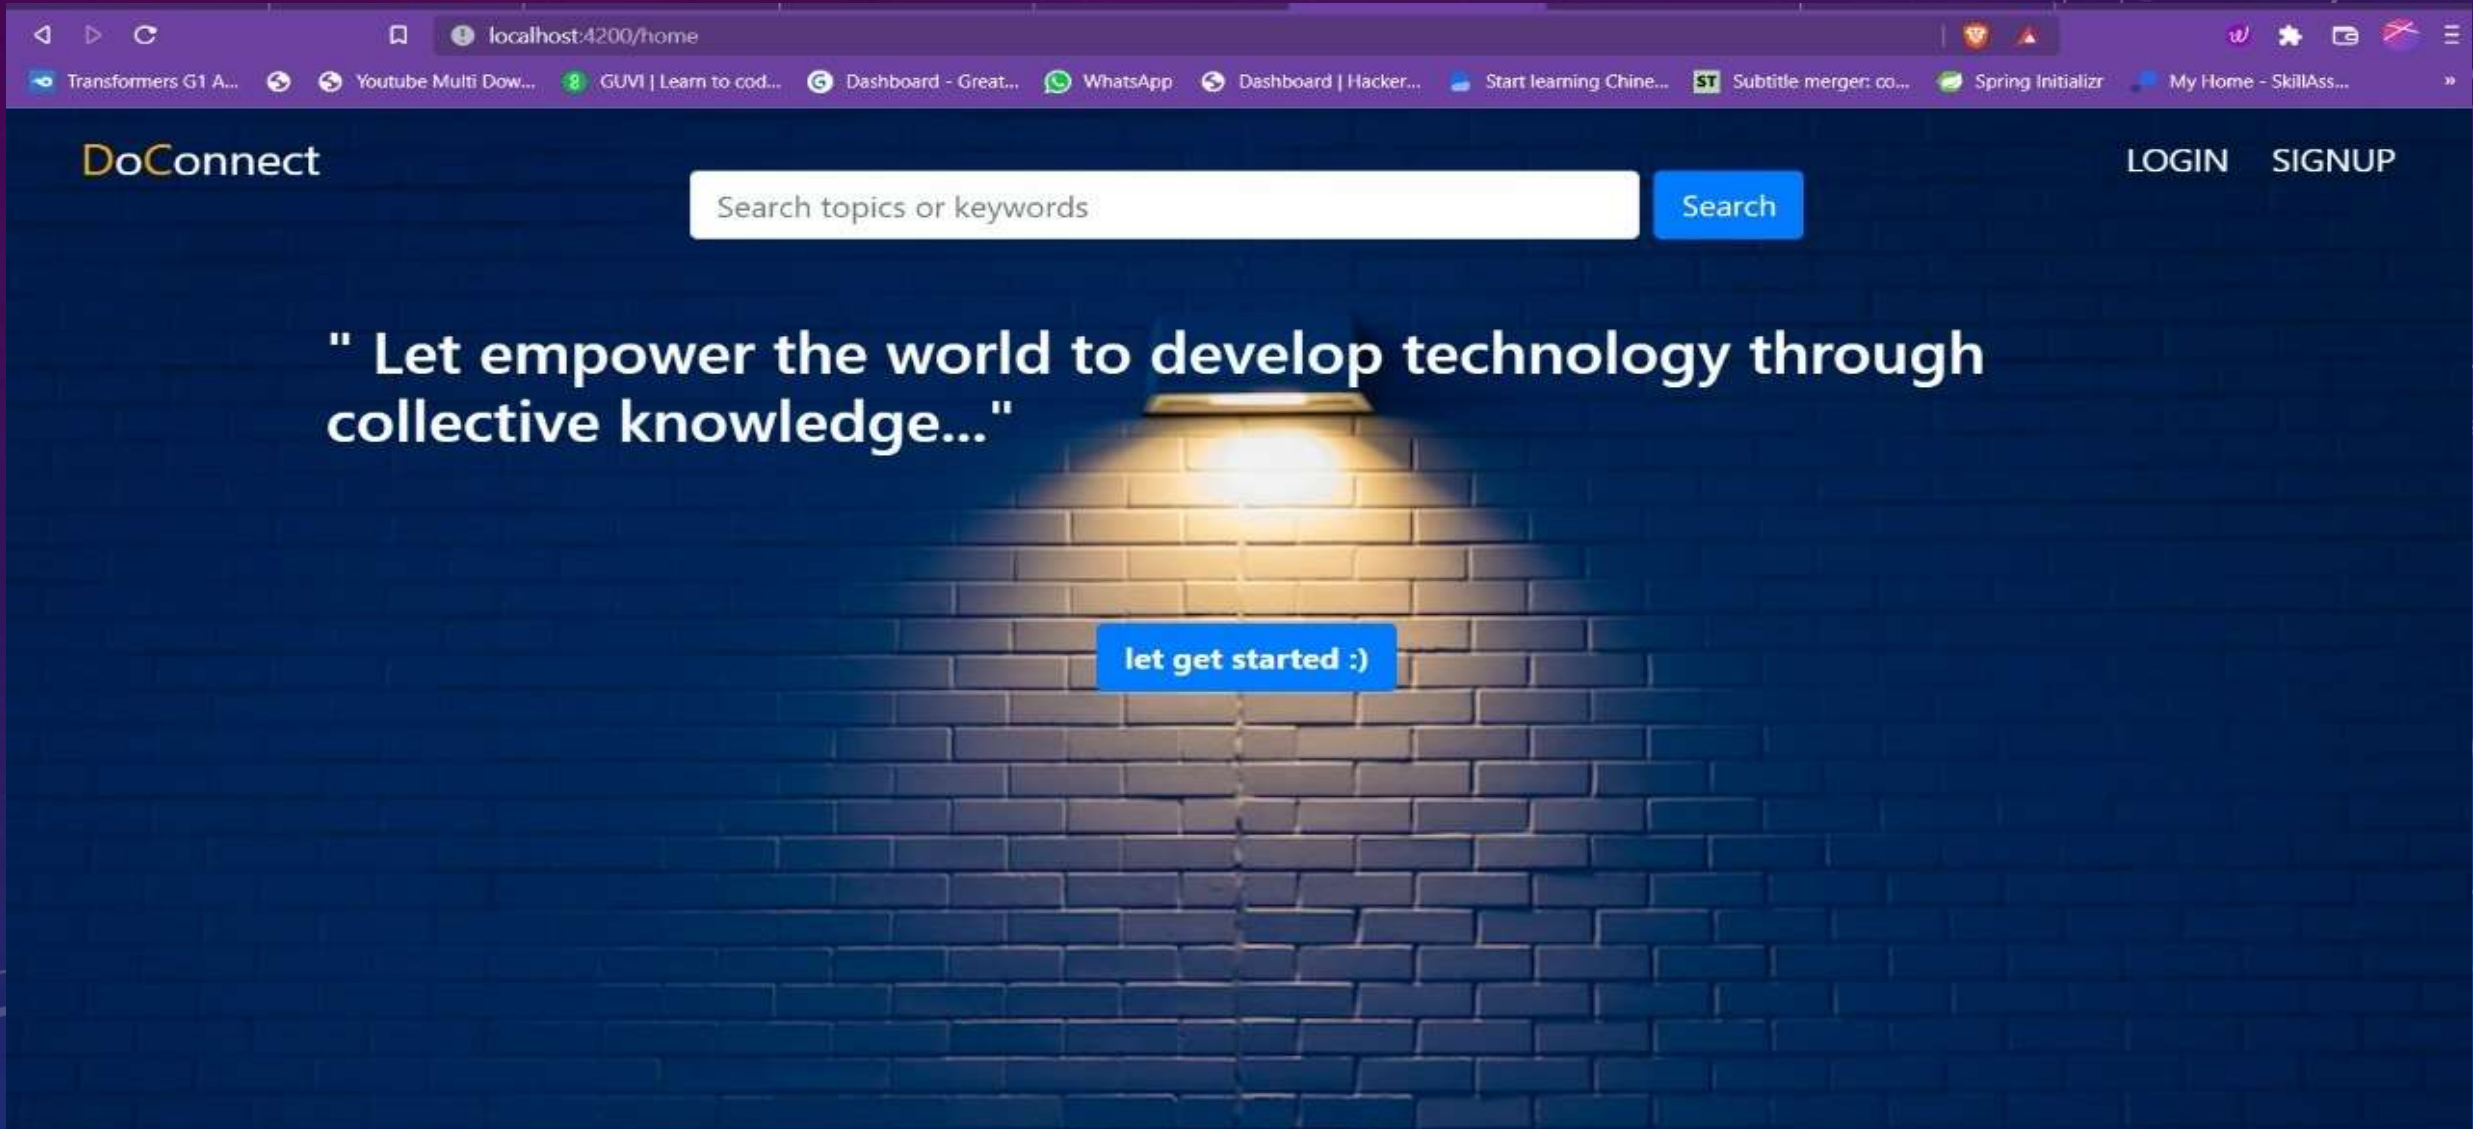 localhost:4200/home
Transformers G1 A... Youtube Multi Dow... GUVI | Learn to cod... Dashboard - Great... WhatsApp Dashboard | Hacker... Start learning Chine... ST Subtitle merger: co... Spring Initializr My Home - SkillAss... »
DoConnect
LOGIN SIGNUP
Search topics or keywords Search
" Let empower the world to develop technology through
collective knowledge..."
let get started :)